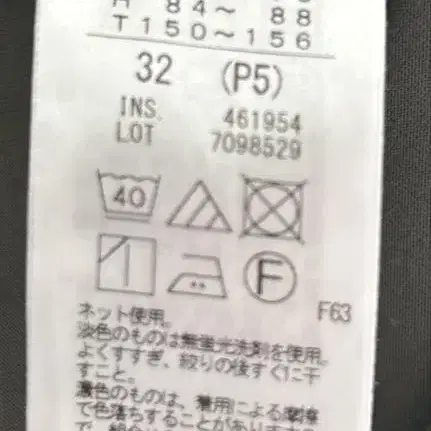 84～ 88
T150～156
32 (P5)
INS. 461954
LOT 7098529
40
F
F63
ネット使用。
淡色のものは無蛍光洗剤を使用。
よくすすぎ、絞りの後すぐに干
すこと。
濃色のものは、着用による摩擦
で色落ちすることがありますの